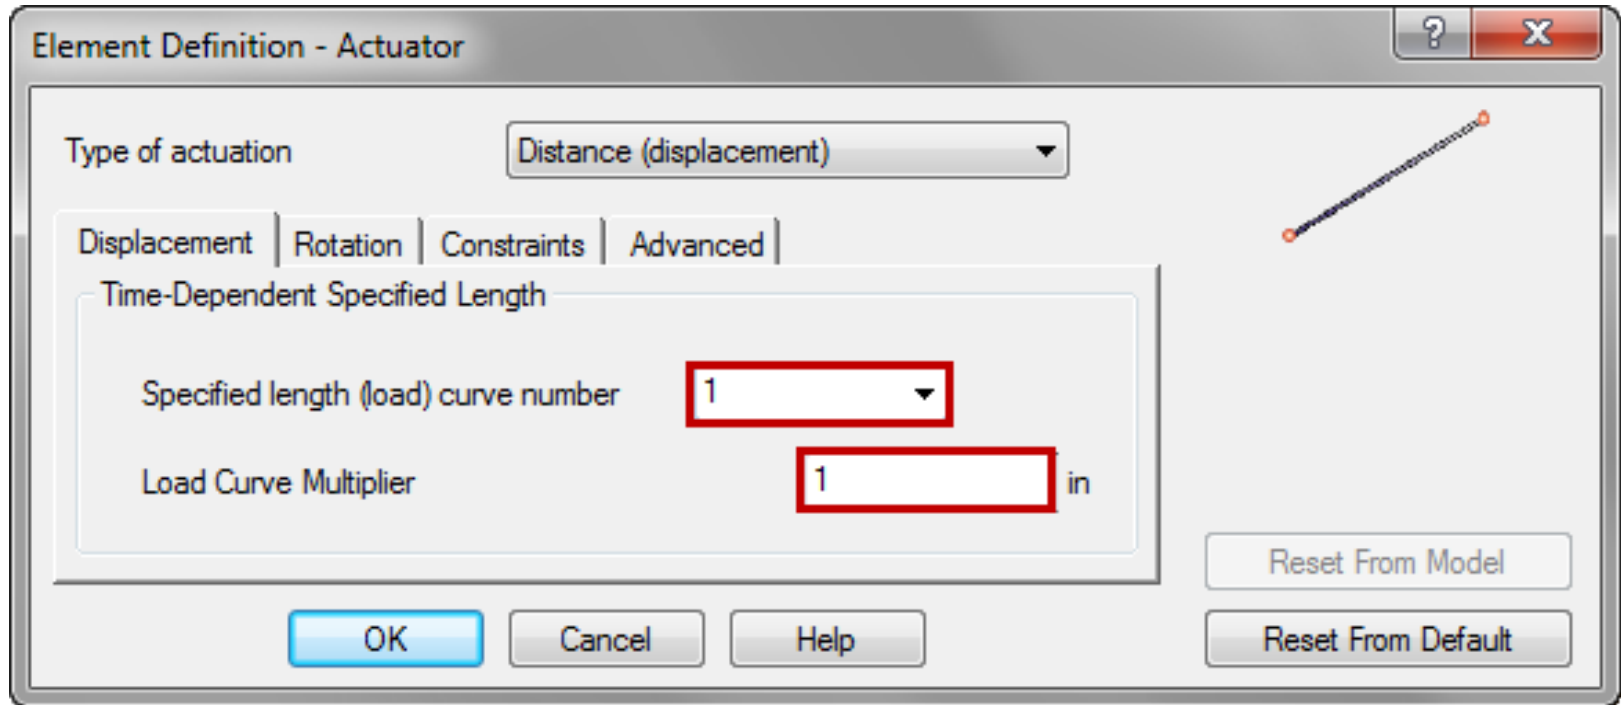 Element Definition - Actuator
?
X
Type of actuation
Distance (displacement)
Displacement
Rotation
Constraints
Advanced
Time-Dependent Specified Length
Specified length (load) curve number
1
Load Curve Multiplier
1
in
Reset From Model
OK
Cancel
Help
Reset From Default